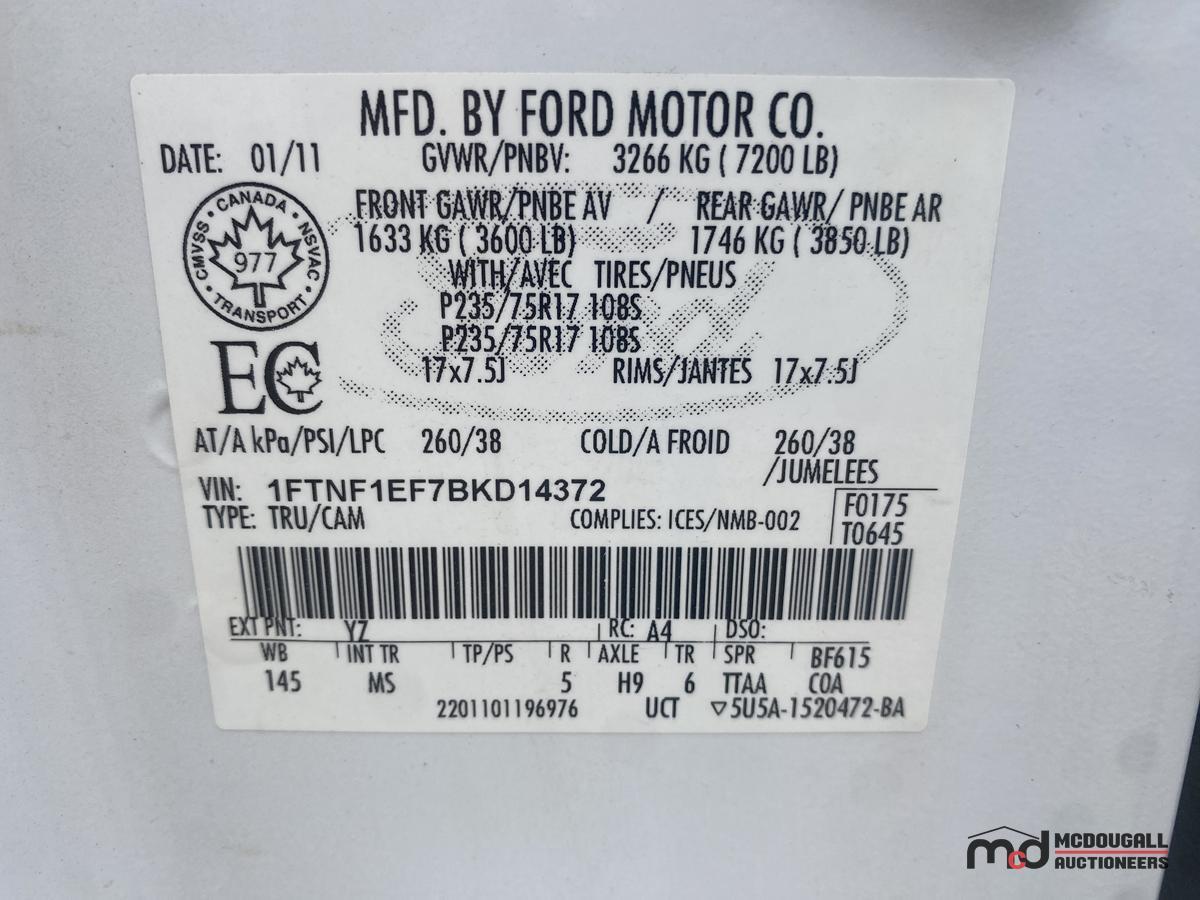 MFD. BY FORD MOTOR CO.
DATE: 01/11 GVWR/PNBV: 3266 KG ( 7200 LB)
FRONT GAWR/PNBE AV / REAR GAWR/ PNBE AR
1633 KG ( 3600 LB) 1746 KG ( 3850 LB)
WITH/AVEC TIRES/PNEUS
P235/75R17 108S
P235/75R17 108S
17x7.5J RIMS/JANTES 17x7.5J
CANADA
CMVSS 977 NSVAC
TRANSPORT
EC
AT/A kPa/PSI/LPC 260/38 COLD/A FROID 260/38
/JUMELEES
VIN: 1FTNF1EF7BKD14372
F0175
TYPE: TRU/CAM COMPLIES: ICES/NMB-002
T0645
EXT PNT: YZ RC: A4 DSO:
WB INT TR TP/PS R AXLE TR SPR BF615
145 MS 5 H9 6 TTAA COA
2201101196976 UCT ▽5U5A-1520472-BA
Ford
mcd MCDOUGALL
AUCTIONEERS